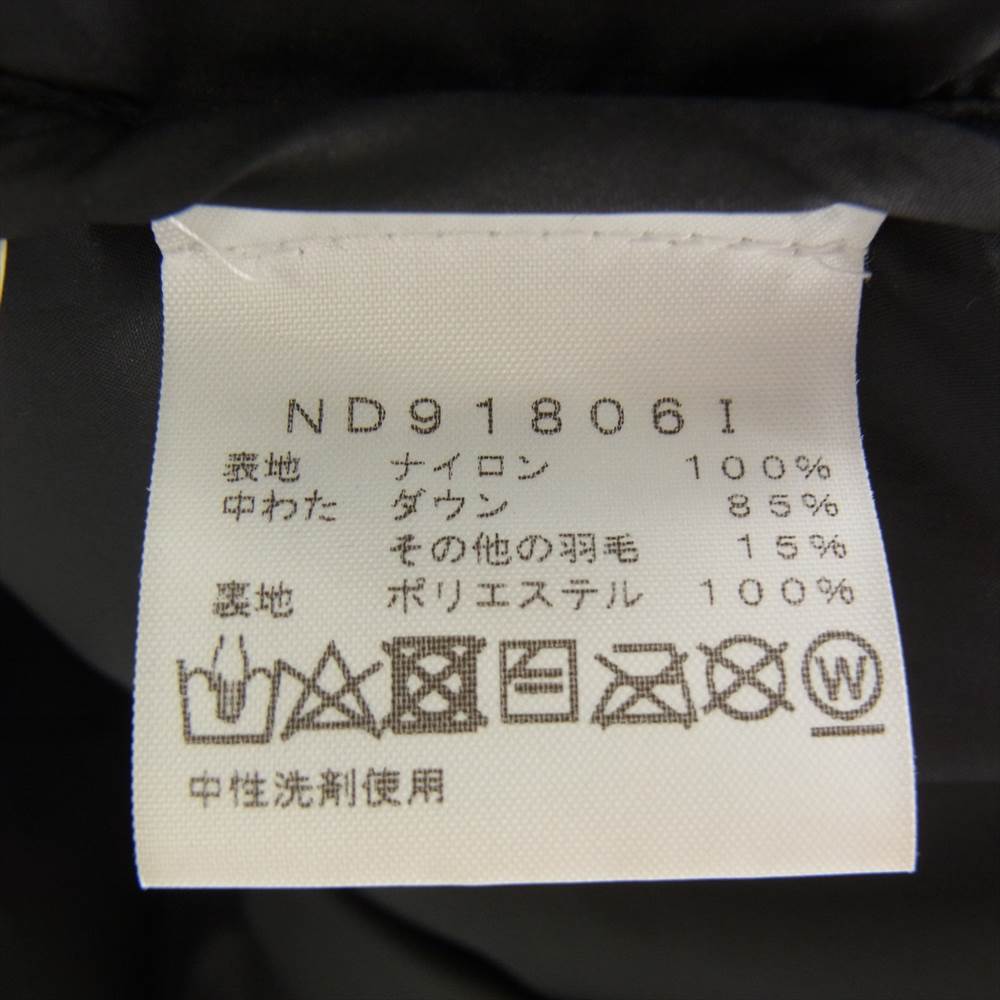 ND91806I
表地 ナイロン 100%
中わた ダウン 85%
その他の羽毛 15%
裏地 ポリエステル 100%
W
中性洗剤使用